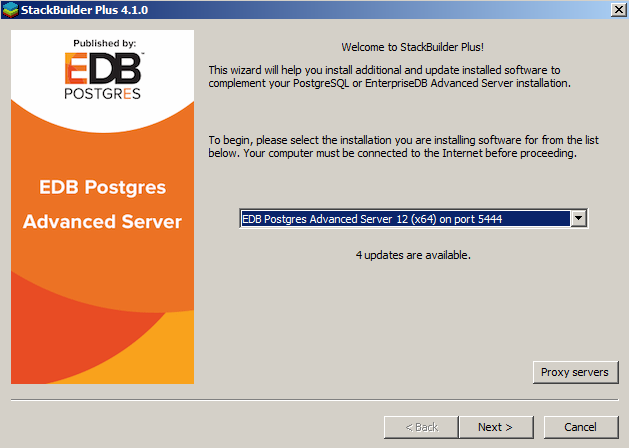 StackBuilder Plus 4.1.0
Published by:
EDB™
POSTGRES
EDB Postgres
Advanced Server
Welcome to StackBuilder Plus!
This wizard will help you install additional and update installed software to
complement your PostgreSQL or EnterpriseDB Advanced Server installation.
To begin, please select the installation you are installing software for from the list
below. Your computer must be connected to the Internet before proceeding.
EDB Postgres Advanced Server 12 (x64) on port 5444
4 updates are available.
Proxy servers
< Back
Next >
Cancel